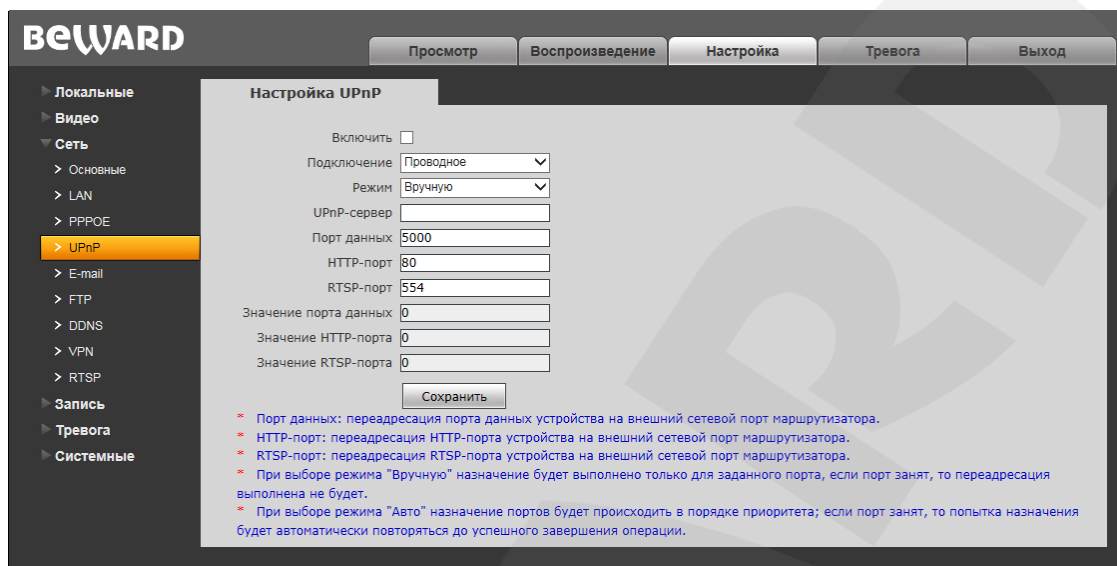 BEWARD
Просмотр Воспроизведение Настройка Тревога Выход
Локальные
Видео
Сеть
> Основные
> LAN
> PPPOE
> UPnP
> E-mail
> FTP
> DDNS
> VPN
> RTSP
Запись
Тревога
Системные
Настройка UPnP
Включить
Подключение Проводное
Режим Вручную
UPnP-сервер
Порт данных 5000
HTTP-порт 80
RTSP-порт 554
Значение порта данных 0
Значение HTTP-порта 0
Значение RTSP-порта 0
Сохранить
* Порт данных: переадресация порта данных устройства на внешний сетевой порт маршрутизатора.
* HTTP-порт: переадресация HTTP-порта устройства на внешний сетевой порт маршрутизатора.
* RTSP-порт: переадресация RTSP-порта устройства на внешний сетевой порт маршрутизатора.
* При выборе режима "Вручную" назначение будет выполнено только для заданного порта, если порт занят, то переадресация
выполнена не будет.
* При выборе режима "Авто" назначение портов будет происходить в порядке приоритета; если порт занят, то попытка назначения
будет автоматически повторяться до успешного завершения операции.